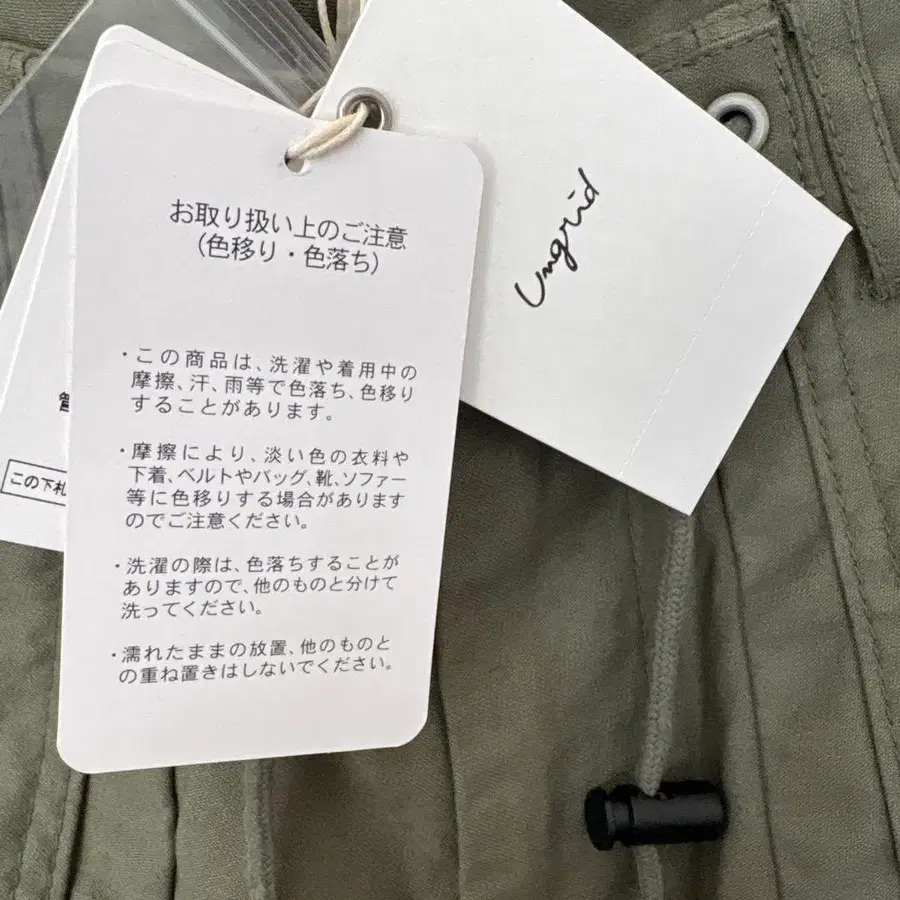 お取り扱い上のご注意
(色移り・色落ち)
・この商品は、洗濯や着用中の
摩擦、汗、雨等で色落ち、色移り
することがあります。
・摩擦により、淡い色の衣料や
下着、ベルトやバッグ、靴、ソファー
等に色移りする場合があります
のでご注意ください。
・洗濯の際は、色落ちすることが
ありますので、他のものと分けて
洗ってください。
・濡れたままの放置、他のものと
の重ね置きはしないでください。
Ungrid
この下札